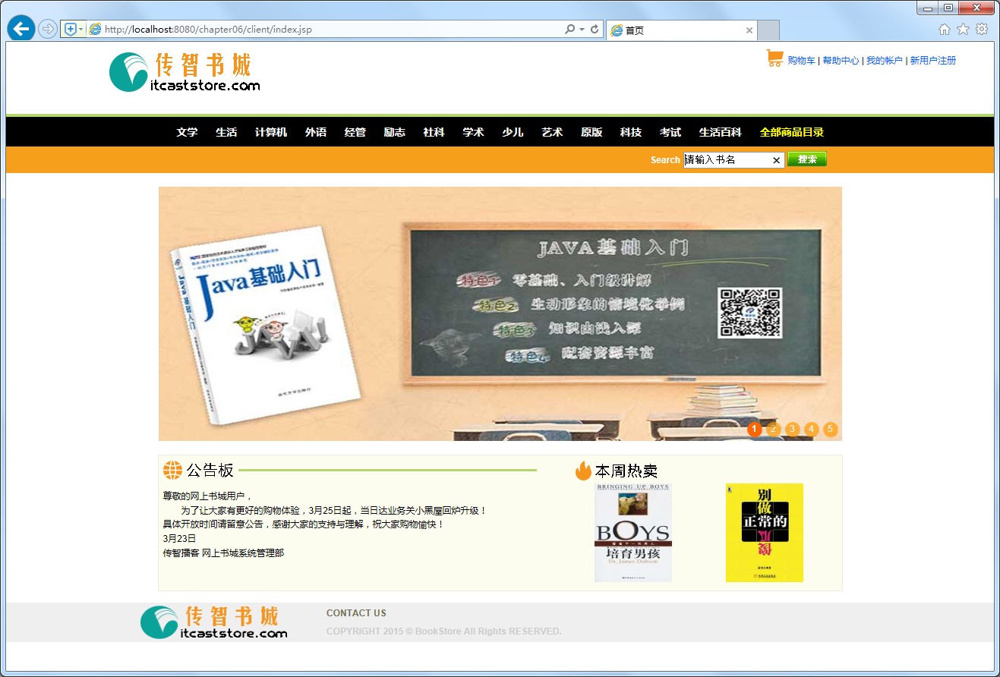 http://localhost:8080/chapter06/client/index.jsp
首页
传智书城
itcaststore.com
购物车 | 帮助中心 | 我的帐户 | 新用户注册
文学 生活 计算机 外语 经管 励志 社科 学术 少儿 艺术 原版 科技 考试 生活百科 全部商品目录
Search 请输入书名 搜索
Java基础入门
Java 基础入门
JAVA!
JAVA基础入门
特色1 零基础、入门级讲解
特色2 生动形象的情境化举例
特色3 知识由浅入深
特色4 配套资源丰富
1 2 3 4 5
公告板
尊敬的网上书城用户，
为了让大家有更好的购物体验，3月25日起，当日达业务关小黑屋回炉升级！
具体开放时间请留意公告，感谢大家的支持与理解，祝大家购物愉快！
3月23日
传智播客 网上书城系统管理部
本周热卖
BRINGING UP BOYS
BOYS
培育男孩
Dr. James Dobson
别做正常的傻瓜
传智书城
itcaststore.com
CONTACT US
COPYRIGHT 2015 © BookStore All Rights RESERVED.